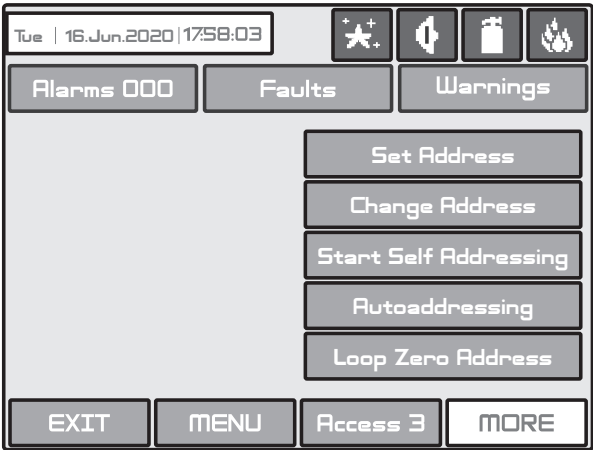 Tue | 16.Jun.2020 | 17:58:03
Alarms 000 Faults Warnings
Set Address
Change Address
Start Self Addressing
Autoaddressing
Loop Zero Address
EXIT MENU Access 3 MORE